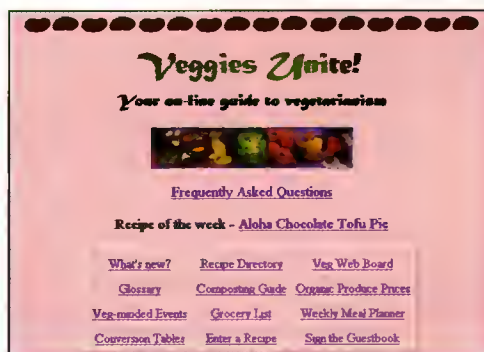 Veggies Unite!
Your on-line guide to vegetarianism
Frequently Asked Questions
Recipe of the week - Aloha Chocolate Tofu Pie
What's new? Recipe Directory Veg Web Board
Glossary Composting Guide Organic Produce Prices
Veg-minded Events Grocery List Weekly Meal Planner
Conversion Tables Enter a Recipe Sign the Guestbook